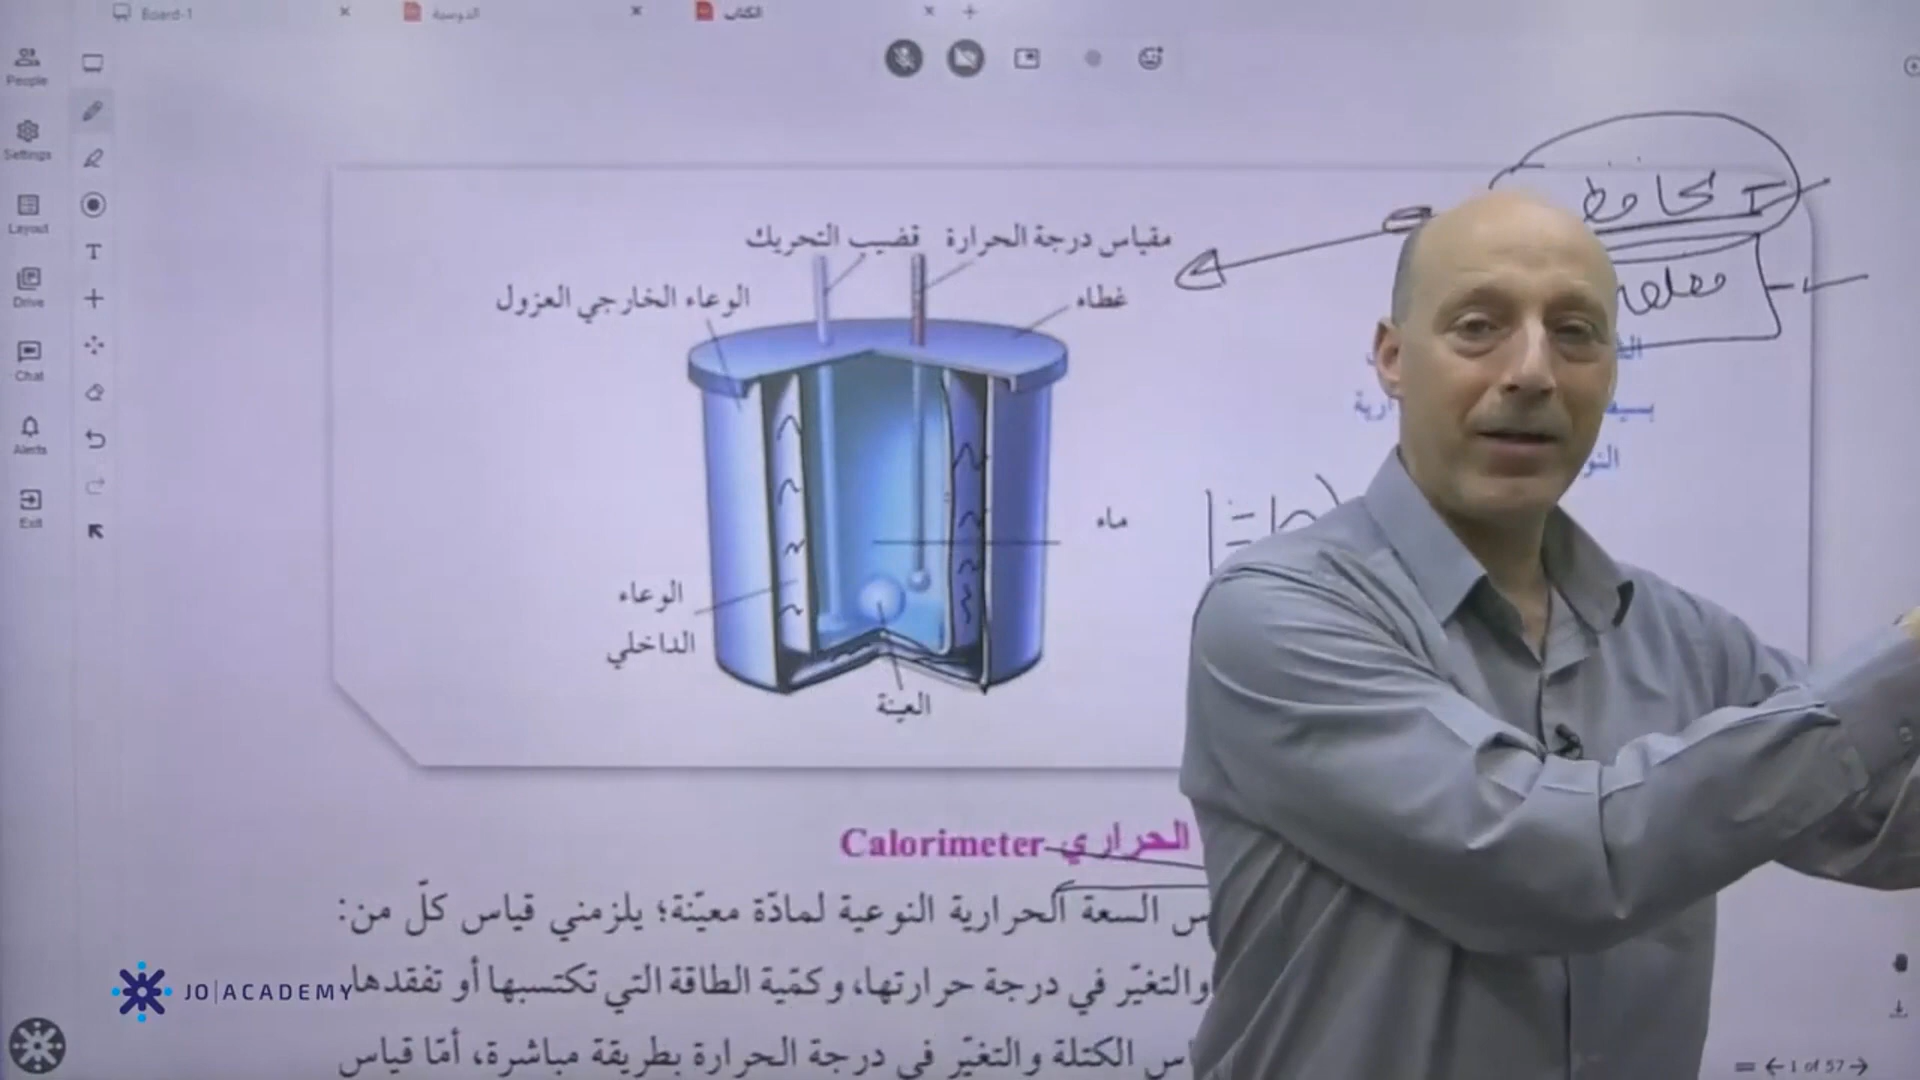 Board-1
الدوسية
الكتاب
People
Settings
Layout
Drive
Chat
Alerts
Exit
T
مقياس درجة الحرارة
قضيب التحريك
الوعاء الخارجي العزول
غطاء
ماء
الوعاء
الداخلي
العينة
الحراري Calorimeter
السعة الحرارية النوعية لمادّة معيّنة؛ يلزمني قياس كلّ من:
والتغيّر في درجة حرارتها، وكمّية الطاقة التي تكتسبها أو تفقدها
الكتلة والتغيّر في درجة الحرارة بطريقة مباشرة، أمّا قياس
JO|ACADEMY
1 of 57